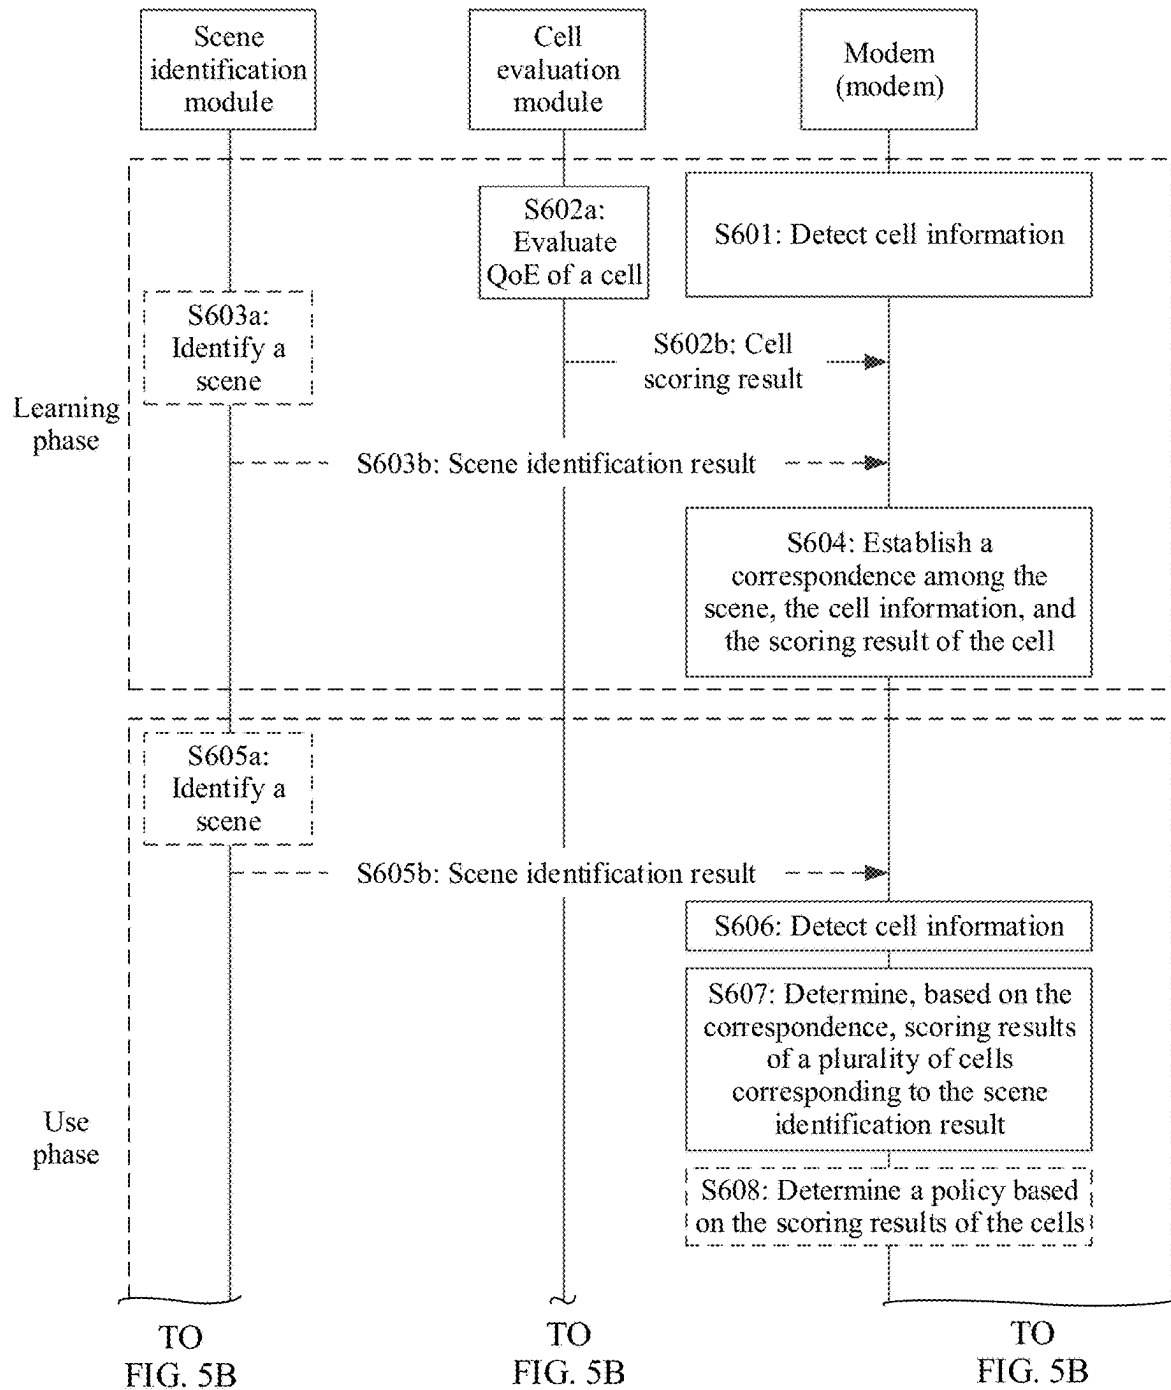 Scene
identification
module
Cell
evaluation
module
Modem
(modem)
S602a:
Evaluate
QoE of a cell
S601: Detect cell information
S603a:
Identify a
scene
S602b: Cell
scoring result
Learning
phase
S603b: Scene identification result
S604: Establish a
correspondence among the
scene, the cell information, and
the scoring result of the cell
S605a:
Identify a
scene
S605b: Scene identification result
S606: Detect cell information
S607: Determine, based on the
correspondence, scoring results
of a plurality of cells
corresponding to the scene
identification result
Use
phase
S608: Determine a policy based
on the scoring results of the cells
TO
FIG. 5B
TO
FIG. 5B
TO
FIG. 5B